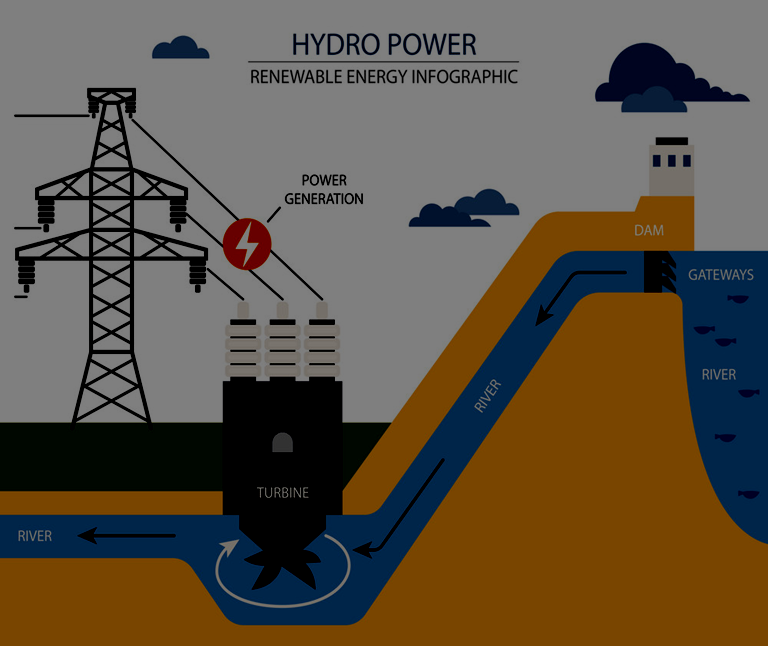 HYDRO POWER
RENEWABLE ENERGY INFOGRAPHIC
POWER
GENERATION
DAM
GATEWAYS
RIVER
RIVER
TURBINE
RIVER